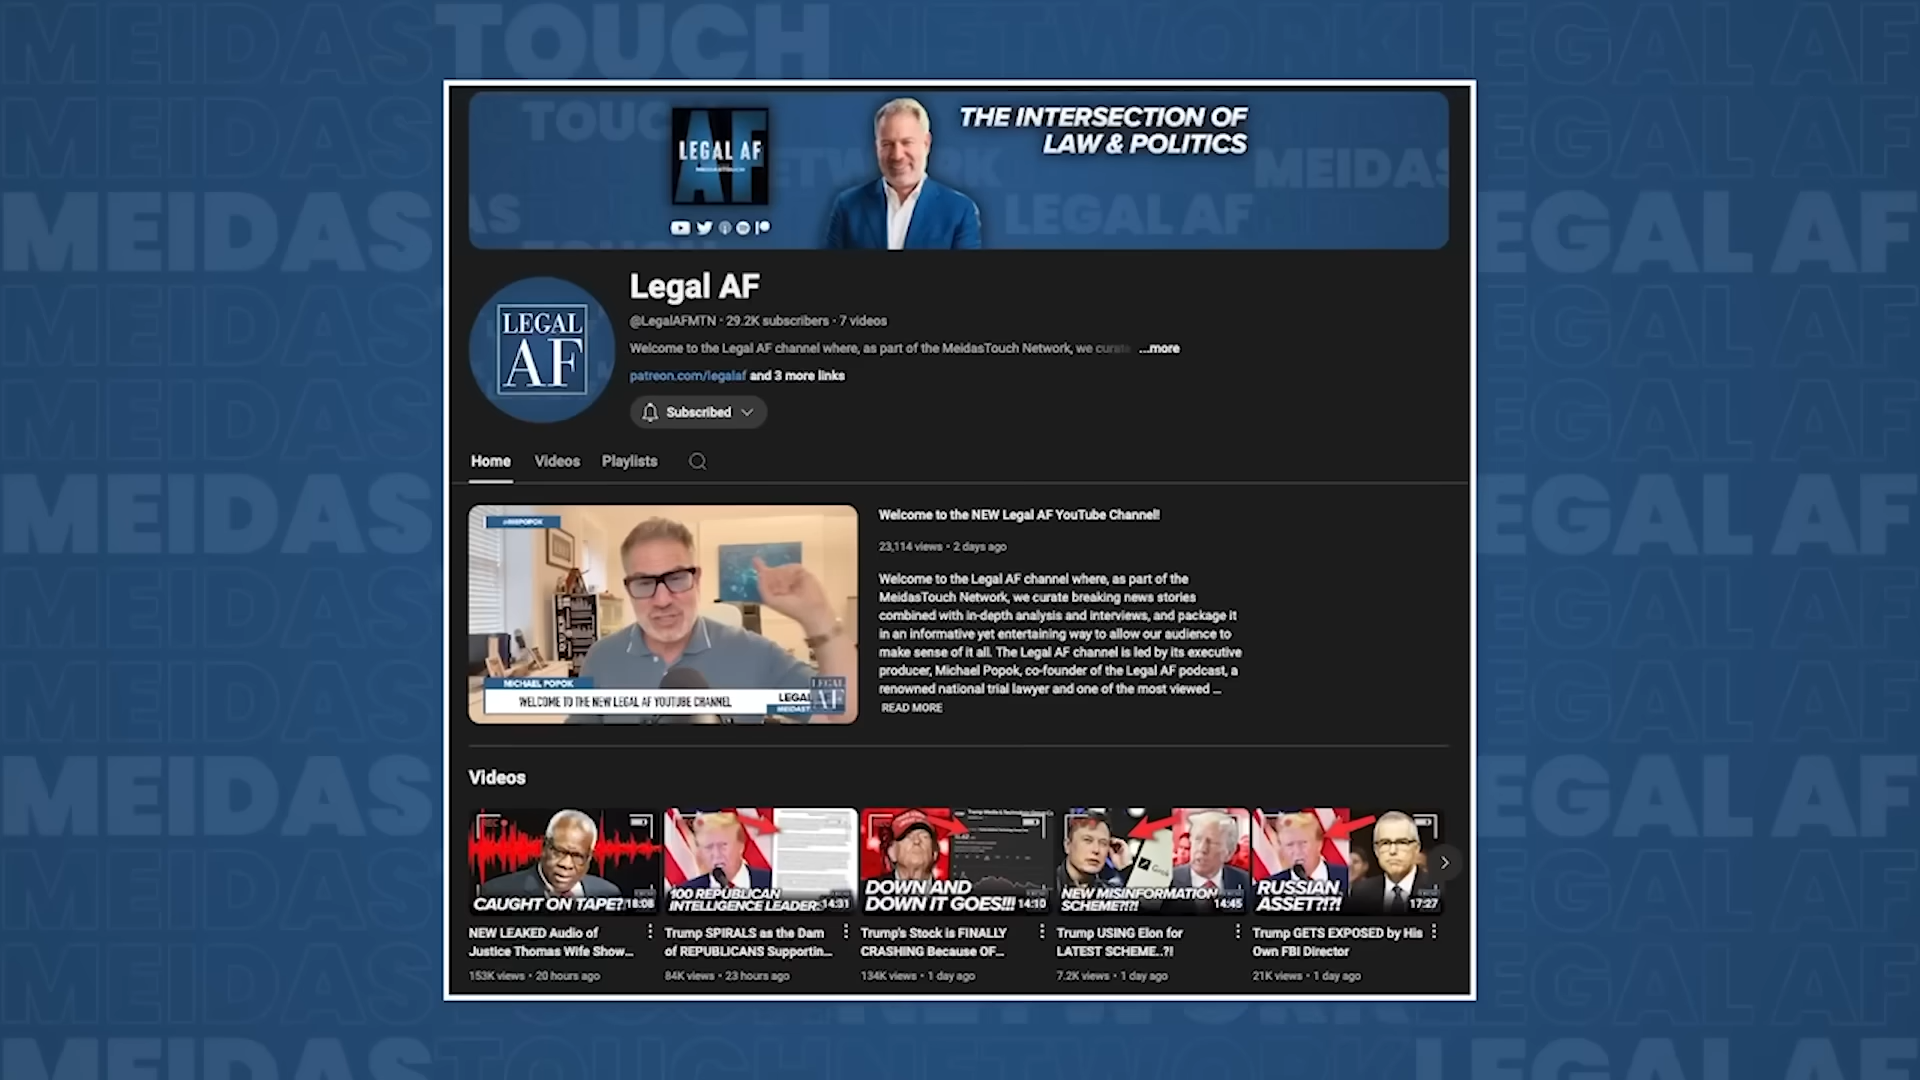 MEIDASTOUCHNETWORK LEGAL AF
THE INTERSECTION OF
LAW & POLITICS
LEGAL AF
MEIDAS
LEGAL AF
LEGAL
AF
Legal AF
@LegalAFMTN · 29.2K subscribers · 7 videos
Welcome to the Legal AF channel where, as part of the MeidasTouch Network, we curate ...more
patreon.com/legalaf and 3 more links
Subscribed
Home Videos Playlists
@MSPOPOK
MICHAEL POPOK
WELCOME TO THE NEW LEGAL AF YOUTUBE CHANNEL
LEGAL
AF
Welcome to the NEW Legal AF YouTube Channel!
23,114 views • 2 days ago
Welcome to the Legal AF channel where, as part of the
MeidasTouch Network, we curate breaking news stories
combined with in-depth analysis and interviews, and package it
in an informative yet entertaining way to allow our audience to
make sense of it all. The Legal AF channel is led by its executive
producer, Michael Popok, co-founder of the Legal AF podcast, a
renowned national trial lawyer and one of the most viewed ...
READ MORE
Videos
CAUGHT ON TAPE?! 18:08
100 REPUBLICAN
INTELLIGENCE LEADER 14:31
DOWN AND
DOWN IT GOES!!! 14:10
NEW MISINFORMATION
SCHEME?!?! 14:45
RUSSIAN
ASSET?!?! 17:27
NEW LEAKED Audio of
Justice Thomas Wife Show...
153K views • 20 hours ago
Trump SPIRALS as the Dam
of REPUBLICANS Supportin...
84K views • 23 hours ago
Trump's Stock is FINALLY
CRASHING Because OF...
134K views • 1 day ago
Trump USING Elon for
LATEST SCHEME..?!
7.2K views • 1 day ago
Trump GETS EXPOSED by His
Own FBI Director
21K views • 1 day ago